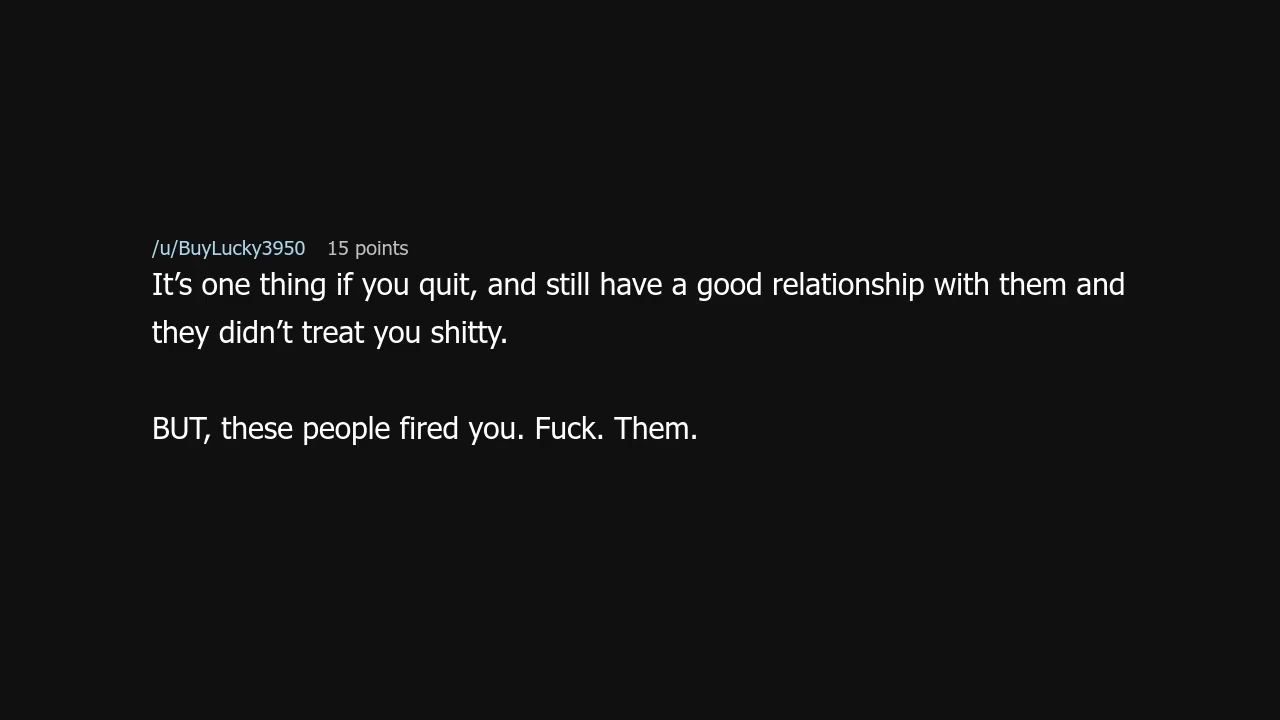 /u/BuyLucky3950 15 points
It’s one thing if you quit, and still have a good relationship with them and
they didn’t treat you shitty.
BUT, these people fired you. Fuck. Them.